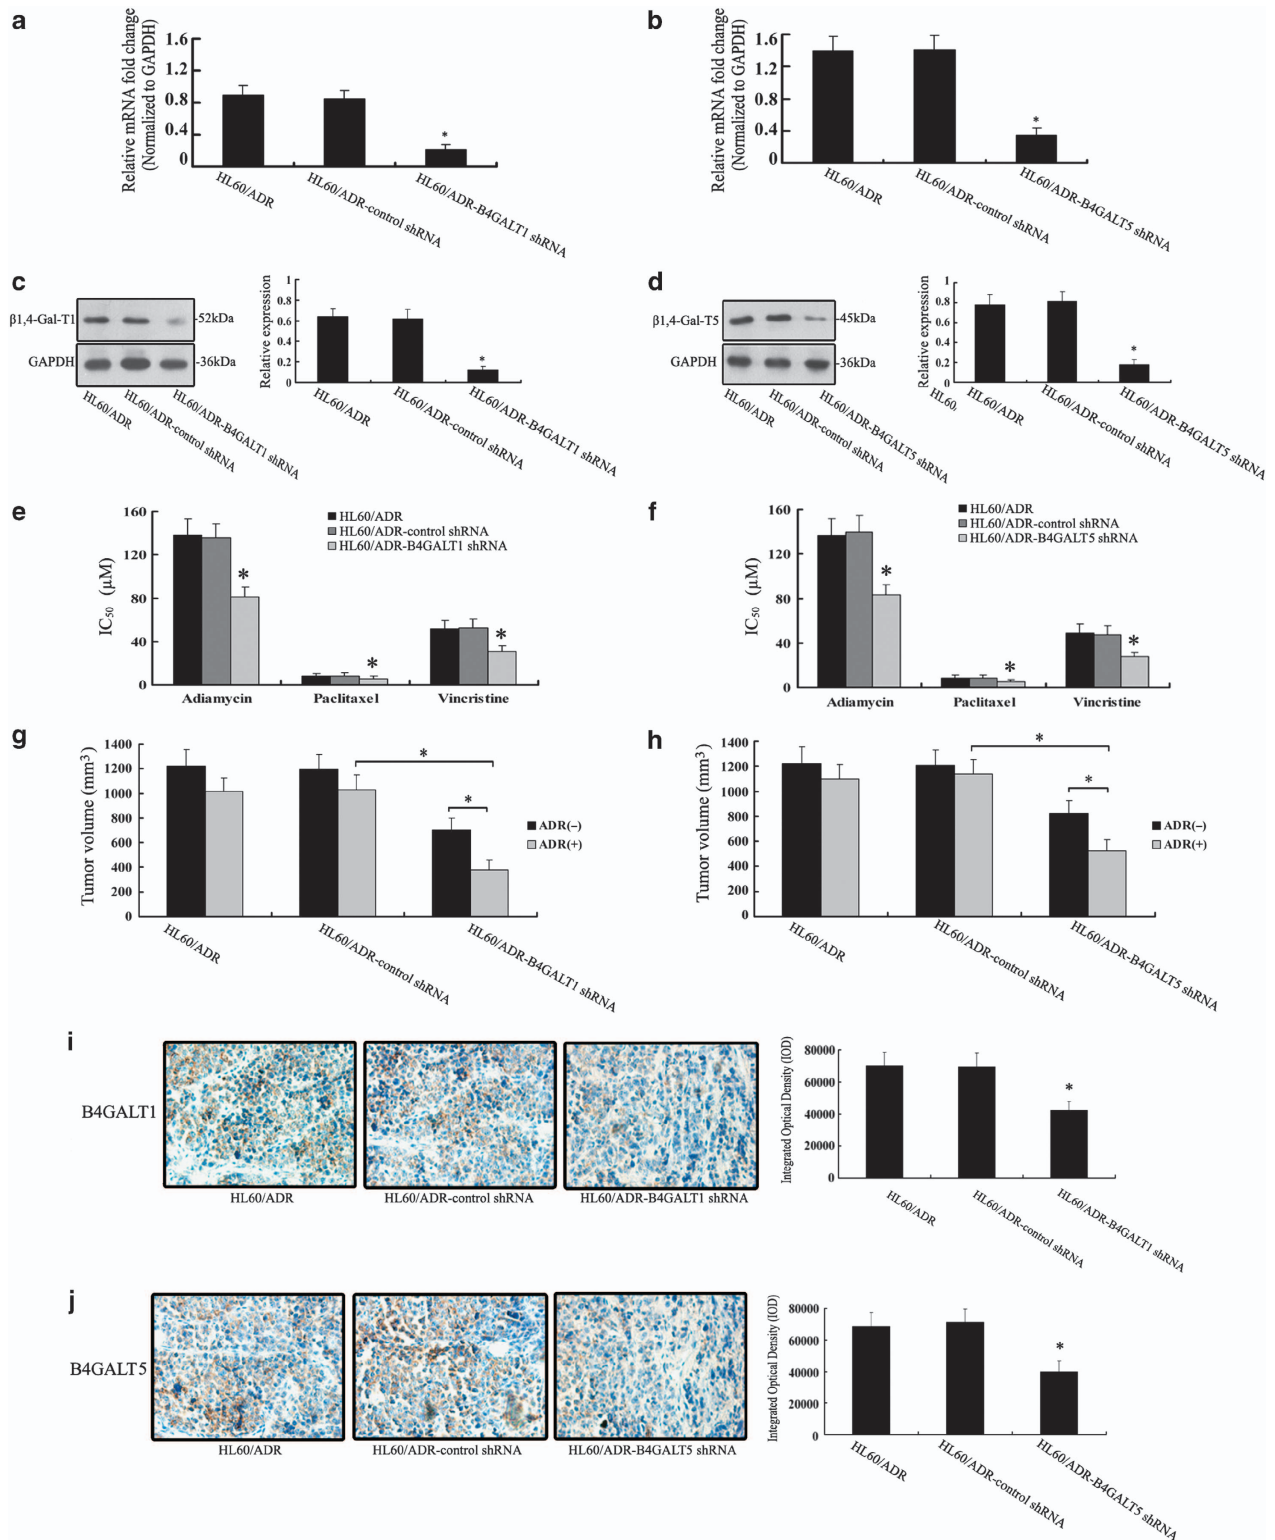 a
Relative mRNA fold change
(Normalized to GAPDH)
1.6
1.2
0.8
0.4
0
*
HL60/ADR
HL60/ADR-control shRNA
HL60/ADR-B4GALT1 shRNA
b
Relative mRNA fold change
(Normalized to GAPDH)
1.6
1.2
0.8
0.4
0
*
HL60/ADR
HL60/ADR-control shRNA
HL60/ADR-B4GALT5 shRNA
c
β1,4-Gal-T1
-52kDa
GAPDH
-36kDa
HL60/ADR
HL60/ADR-control shRNA
HL60/ADR-B4GALT1 shRNA
Relative expression
1
0.8
0.6
0.4
0.2
0
*
HL60/ADR
HL60/ADR-control shRNA
HL60/ADR-B4GALT1 shRNA
d
β1,4-Gal-T5
-45kDa
GAPDH
-36kDa
HL60/ADR
HL60/ADR-control shRNA
HL60/ADR-B4GALT5 shRNA
Relative expression
1
0.8
0.6
0.4
0.2
0
*
HL60,
HL60/ADR
HL60/ADR-control shRNA
HL60/ADR-B4GALT5 shRNA
e
IC50 (μM)
160
120
80
40
0
HL60/ADR
HL60/ADR-control shRNA
HL60/ADR-B4GALT1 shRNA
*
*
*
Adiamycin
Paclitaxel
Vincristine
f
IC50 (μM)
160
120
80
40
0
HL60/ADR
HL60/ADR-control shRNA
HL60/ADR-B4GALT5 shRNA
*
*
*
Adiamycin
Paclitaxel
Vincristine
g
Tumor volume (mm³)
1400
1200
1000
800
600
400
200
0
*
*
ADR(−)
ADR(+)
HL60/ADR
HL60/ADR-control shRNA
HL60/ADR-B4GALT1 shRNA
h
Tumor volume (mm³)
1400
1200
1000
800
600
400
200
0
*
*
ADR(−)
ADR(+)
HL60/ADR
HL60/ADR-control shRNA
HL60/ADR-B4GALT5 shRNA
i
B4GALT1
HL60/ADR
HL60/ADR-control shRNA
HL60/ADR-B4GALT1 shRNA
Integrated Optical Density (IOD)
80000
60000
40000
20000
0
*
HL60/ADR
HL60/ADR-control shRNA
HL60/ADR-B4GALT1 shRNA
j
B4GALT5
HL60/ADR
HL60/ADR-control shRNA
HL60/ADR-B4GALT5 shRNA
Integrated Optical Density (IOD)
80000
60000
40000
20000
0
*
HL60/ADR
HL60/ADR-control shRNA
HL60/ADR-B4GALT5 shRNA